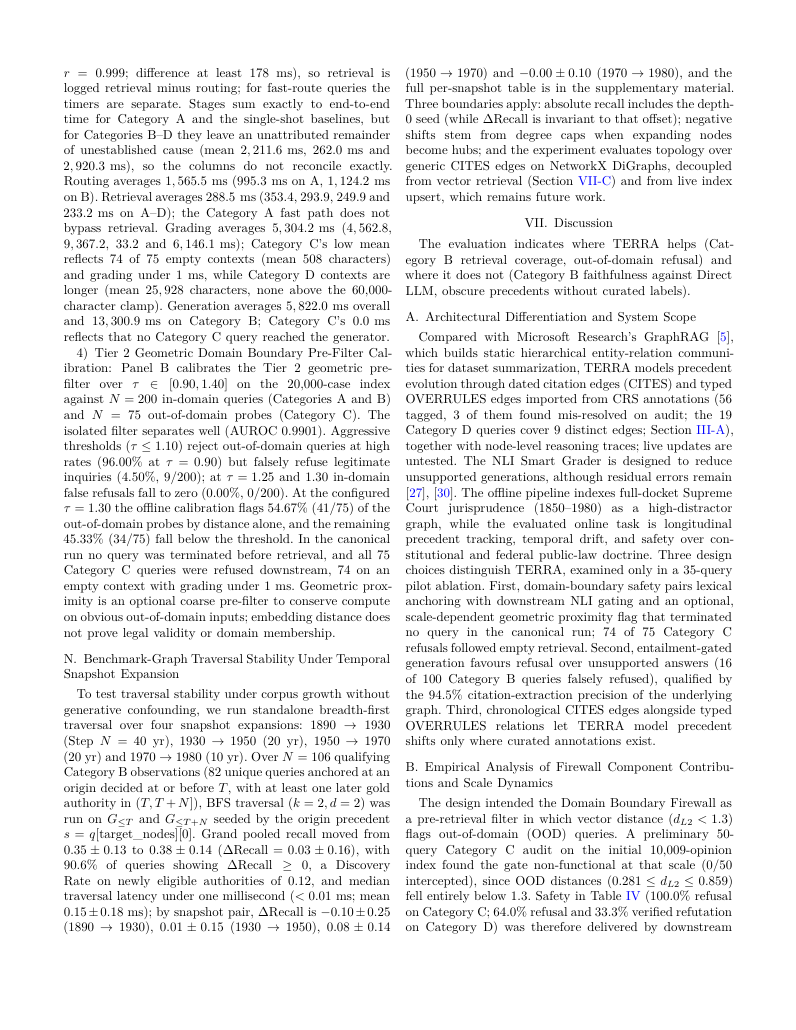 r = 0.999; difference at least 178 ms), so retrieval is
logged retrieval minus routing; for fast-route queries the
timers are separate. Stages sum exactly to end-to-end
time for Category A and the single-shot baselines, but
for Categories B–D they leave an unattributed remainder
of unestablished cause (mean 2, 211.6 ms, 262.0 ms and
2, 920.3 ms), so the columns do not reconcile exactly.
Routing averages 1, 565.5 ms (995.3 ms on A, 1, 124.2 ms
on B). Retrieval averages 288.5 ms (353.4, 293.9, 249.9 and
233.2 ms on A–D); the Category A fast path does not
bypass retrieval. Grading averages 5, 304.2 ms (4, 562.8,
9, 367.2, 33.2 and 6, 146.1 ms); Category C's low mean
reflects 74 of 75 empty contexts (mean 508 characters)
and grading under 1 ms, while Category D contexts are
longer (mean 25, 928 characters, none above the 60,000-
character clamp). Generation averages 5, 822.0 ms overall
and 13, 300.9 ms on Category B; Category C's 0.0 ms
reflects that no Category C query reached the generator.
4) Tier 2 Geometric Domain Boundary Pre-Filter Cal-
ibration: Panel B calibrates the Tier 2 geometric pre-
filter over τ ∈ [0.90, 1.40] on the 20,000-case index
against N = 200 in-domain queries (Categories A and B)
and N = 75 out-of-domain probes (Category C). The
isolated filter separates well (AUROC 0.9901). Aggressive
thresholds (τ ≤ 1.10) reject out-of-domain queries at high
rates (96.00% at τ = 0.90) but falsely refuse legitimate
inquiries (4.50%, 9/200); at τ = 1.25 and 1.30 in-domain
false refusals fall to zero (0.00%, 0/200). At the configured
τ = 1.30 the offline calibration flags 54.67% (41/75) of the
out-of-domain probes by distance alone, and the remaining
45.33% (34/75) fall below the threshold. In the canonical
run no query was terminated before retrieval, and all 75
Category C queries were refused downstream, 74 on an
empty context with grading under 1 ms. Geometric prox-
imity is an optional coarse pre-filter to conserve compute
on obvious out-of-domain inputs; embedding distance does
not prove legal validity or domain membership.
N. Benchmark-Graph Traversal Stability Under Temporal
Snapshot Expansion
To test traversal stability under corpus growth without
generative confounding, we run standalone breadth-first
traversal over four snapshot expansions: 1890 → 1930
(Step N = 40 yr), 1930 → 1950 (20 yr), 1950 → 1970
(20 yr) and 1970 → 1980 (10 yr). Over N = 106 qualifying
Category B observations (82 unique queries anchored at an
origin decided at or before T, with at least one later gold
authority in (T, T + N]), BFS traversal (k = 2, d = 2) was
run on G≤T and G≤T+N seeded by the origin precedent
s = q[target_nodes][0]. Grand pooled recall moved from
0.35 ± 0.13 to 0.38 ± 0.14 (ΔRecall = 0.03 ± 0.16), with
90.6% of queries showing ΔRecall ≥ 0, a Discovery
Rate on newly eligible authorities of 0.12, and median
traversal latency under one millisecond (< 0.01 ms; mean
0.15 ± 0.18 ms); by snapshot pair, ΔRecall is −0.10 ± 0.25
(1890 → 1930), 0.01 ± 0.15 (1930 → 1950), 0.08 ± 0.14
(1950 → 1970) and −0.00 ± 0.10 (1970 → 1980), and the
full per-snapshot table is in the supplementary material.
Three boundaries apply: absolute recall includes the depth-
0 seed (while ΔRecall is invariant to that offset); negative
shifts stem from degree caps when expanding nodes
become hubs; and the experiment evaluates topology over
generic CITES edges on NetworkX DiGraphs, decoupled
from vector retrieval (Section VII-C) and from live index
upsert, which remains future work.
VII. Discussion
The evaluation indicates where TERRA helps (Cat-
egory B retrieval coverage, out-of-domain refusal) and
where it does not (Category B faithfulness against Direct
LLM, obscure precedents without curated labels).
A. Architectural Differentiation and System Scope
Compared with Microsoft Research's GraphRAG [5],
which builds static hierarchical entity-relation communi-
ties for dataset summarization, TERRA models precedent
evolution through dated citation edges (CITES) and typed
OVERRULES edges imported from CRS annotations (56
tagged, 3 of them found mis-resolved on audit; the 19
Category D queries cover 9 distinct edges; Section III-A),
together with node-level reasoning traces; live updates are
untested. The NLI Smart Grader is designed to reduce
unsupported generations, although residual errors remain
[27], [30]. The offline pipeline indexes full-docket Supreme
Court jurisprudence (1850–1980) as a high-distractor
graph, while the evaluated online task is longitudinal
precedent tracking, temporal drift, and safety over con-
stitutional and federal public-law doctrine. Three design
choices distinguish TERRA, examined only in a 35-query
pilot ablation. First, domain-boundary safety pairs lexical
anchoring with downstream NLI gating and an optional,
scale-dependent geometric proximity flag that terminated
no query in the canonical run; 74 of 75 Category C
refusals followed empty retrieval. Second, entailment-gated
generation favours refusal over unsupported answers (16
of 100 Category B queries falsely refused), qualified by
the 94.5% citation-extraction precision of the underlying
graph. Third, chronological CITES edges alongside typed
OVERRULES relations let TERRA model precedent
shifts only where curated annotations exist.
B. Empirical Analysis of Firewall Component Contribu-
tions and Scale Dynamics
The design intended the Domain Boundary Firewall as
a pre-retrieval filter in which vector distance (dL2 < 1.3)
flags out-of-domain (OOD) queries. A preliminary 50-
query Category C audit on the initial 10,009-opinion
index found the gate non-functional at that scale (0/50
intercepted), since OOD distances (0.281 ≤ dL2 ≤ 0.859)
fell entirely below 1.3. Safety in Table IV (100.0% refusal
on Category C; 64.0% refusal and 33.3% verified refutation
on Category D) was therefore delivered by downstream